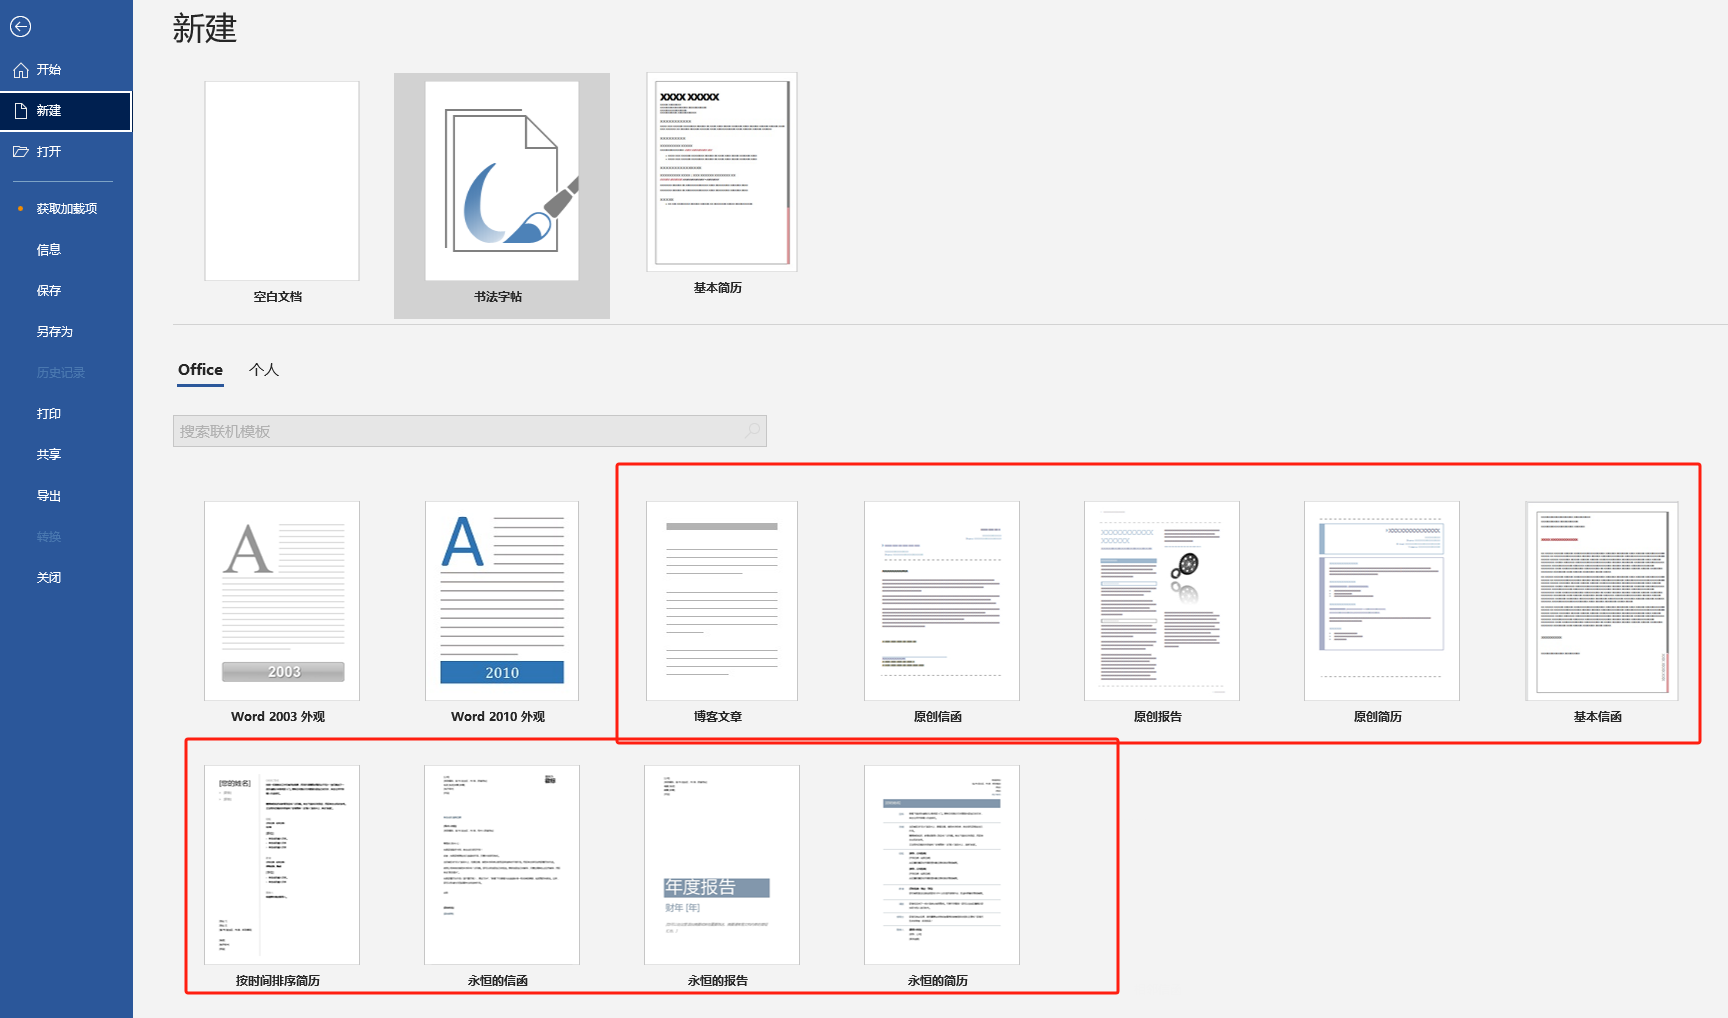 新建
开始
新建
打开
获取加载项
信息
保存
另存为
历史记录
打印
共享
导出
转换
关闭
XXXX XXXXX
空白文档
书法字帖
基本简历
Office
个人
搜索联机模板
A
2003
A
2010
Word 2003 外观
Word 2010 外观
博客文章
原创信函
原创报告
原创简历
基本信函
[您的姓名]
年度报告
财年 [年]
按时间排序简历
永恒的信函
永恒的报告
永恒的简历